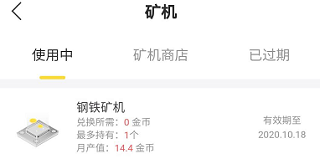 矿机
使用中 矿机商店 已过期
钢铁矿机
兑换所需：0 金币
最多持有：1个
月产值：14.4 金币
有效期至
2020.10.18